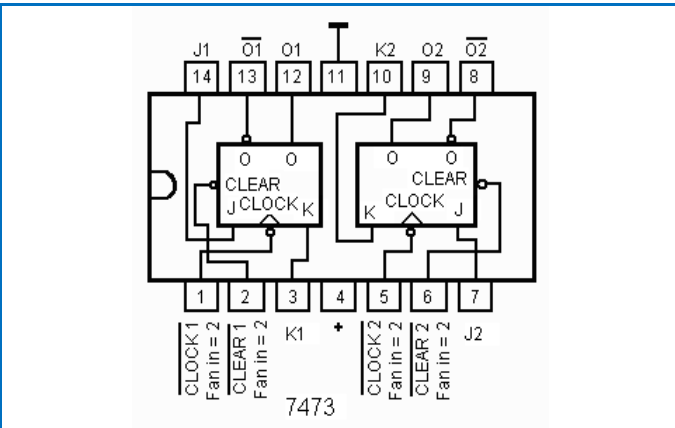 J1 O1 O1 K2 O2 O2
14 13 12 11 10 9 8
O O O O
CLEAR CLEAR
J CLOCK K CLOCK
K J
1 2 3 4 5 6 7
CLOCK 1
Fan in = 2
CLEAR 1
Fan in = 2
K1
+
CLOCK 2
Fan in = 2
CLEAR 2
Fan in = 2
J2
7473